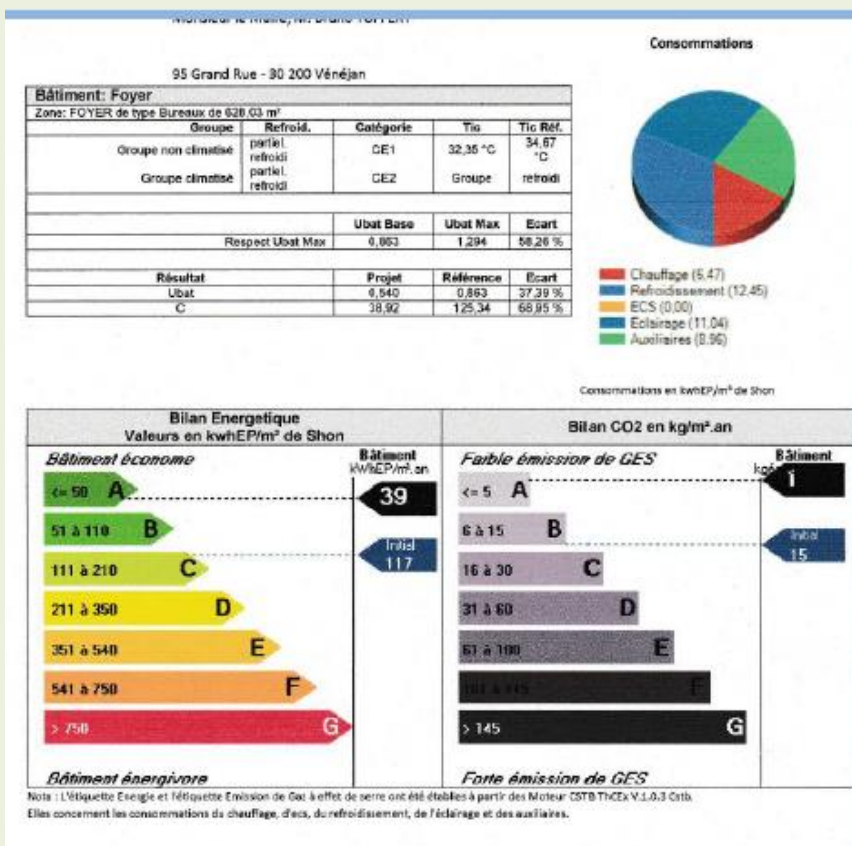 Consommations
95 Grand Rue - 30 200 Vénéjan
Bâtiment: Foyer
Zone: FOYER de type Bureaux de 628,03 m²
Groupe Refroid. Catégorie Tic Tic Réf.
Groupe non climatisé partiel. refroidi CE1 32,35 °C 34,67 °C
Groupe climatisé partiel. refroidi CE2 Groupe refroidi
Ubat Base Ubat Max Ecart
Respect Ubat Max 0,863 1,294 58,26 %
Résultat Projet Référence Ecart
Ubat 0,540 0,863 37,39 %
C 38,92 125,34 68,95 %
Chauffage (6,47)
Refroidissement (12,45)
ECS (0,00)
Eclairage (11,04)
Auxiliaires (8,96)
Consommations en kwhEP/m² de Shon
Bilan Energetique
Valeurs en kwhEP/m² de Shon
Bâtiment économe
Bâtiment
kWhEP/m².an
<= 50 A
39
51 à 110 B
Initial
117
111 à 210 C
211 à 350 D
351 à 540 E
541 à 750 F
> 750 G
Bâtiment énergivore
Bilan CO2 en kg/m².an
Faible émission de GES
Bâtiment
<= 5 A
1
6 à 15 B
Initial
15
16 à 30 C
31 à 60 D
61 à 100 E
F
> 145 G
Forte émission de GES
Nota : L'étiquette Energie et l'étiquette Emission de Gaz à effet de serre ont été établies à partir des Moteur CSTB ThCEx V.1.0.3 Cstb.
Elles concernent les consommations du chauffage, d'ecs, du refroidissement, de l'éclairage et des auxiliaires.